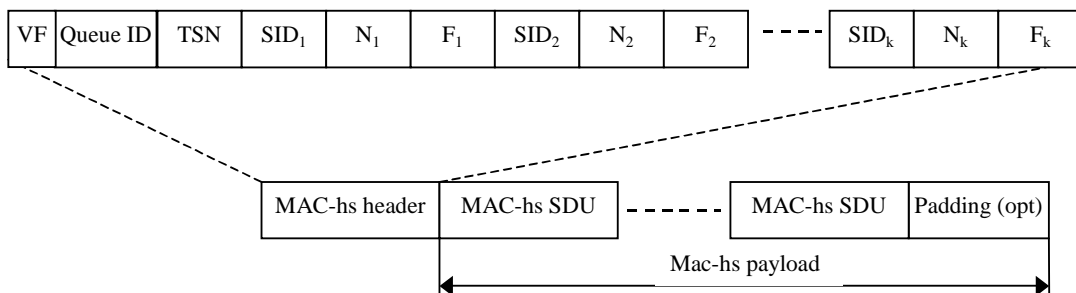 VF Queue ID TSN SID₁ N₁ F₁ SID₂ N₂ F₂ SIDₖ Nₖ Fₖ
MAC-hs header MAC-hs SDU MAC-hs SDU Padding (opt)
Mac-hs payload